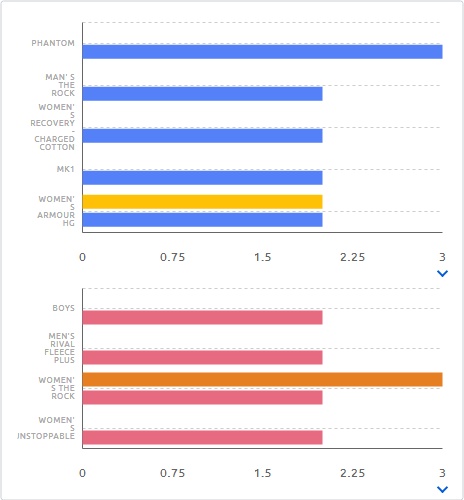 PHANTOM
MAN' S
THE
ROCK
WOMEN'
S
RECOVERY
-
CHARGED
COTTON
MK1
WOMEN'
S
ARMOUR
HG
0 0.75 1.5 2.25 3
BOYS
MEN'S
RIVAL
FLEECE
PLUS
WOMEN'
S THE
ROCK
WOMEN'
S
INSTOPPABLE
0 0.75 1.5 2.25 3